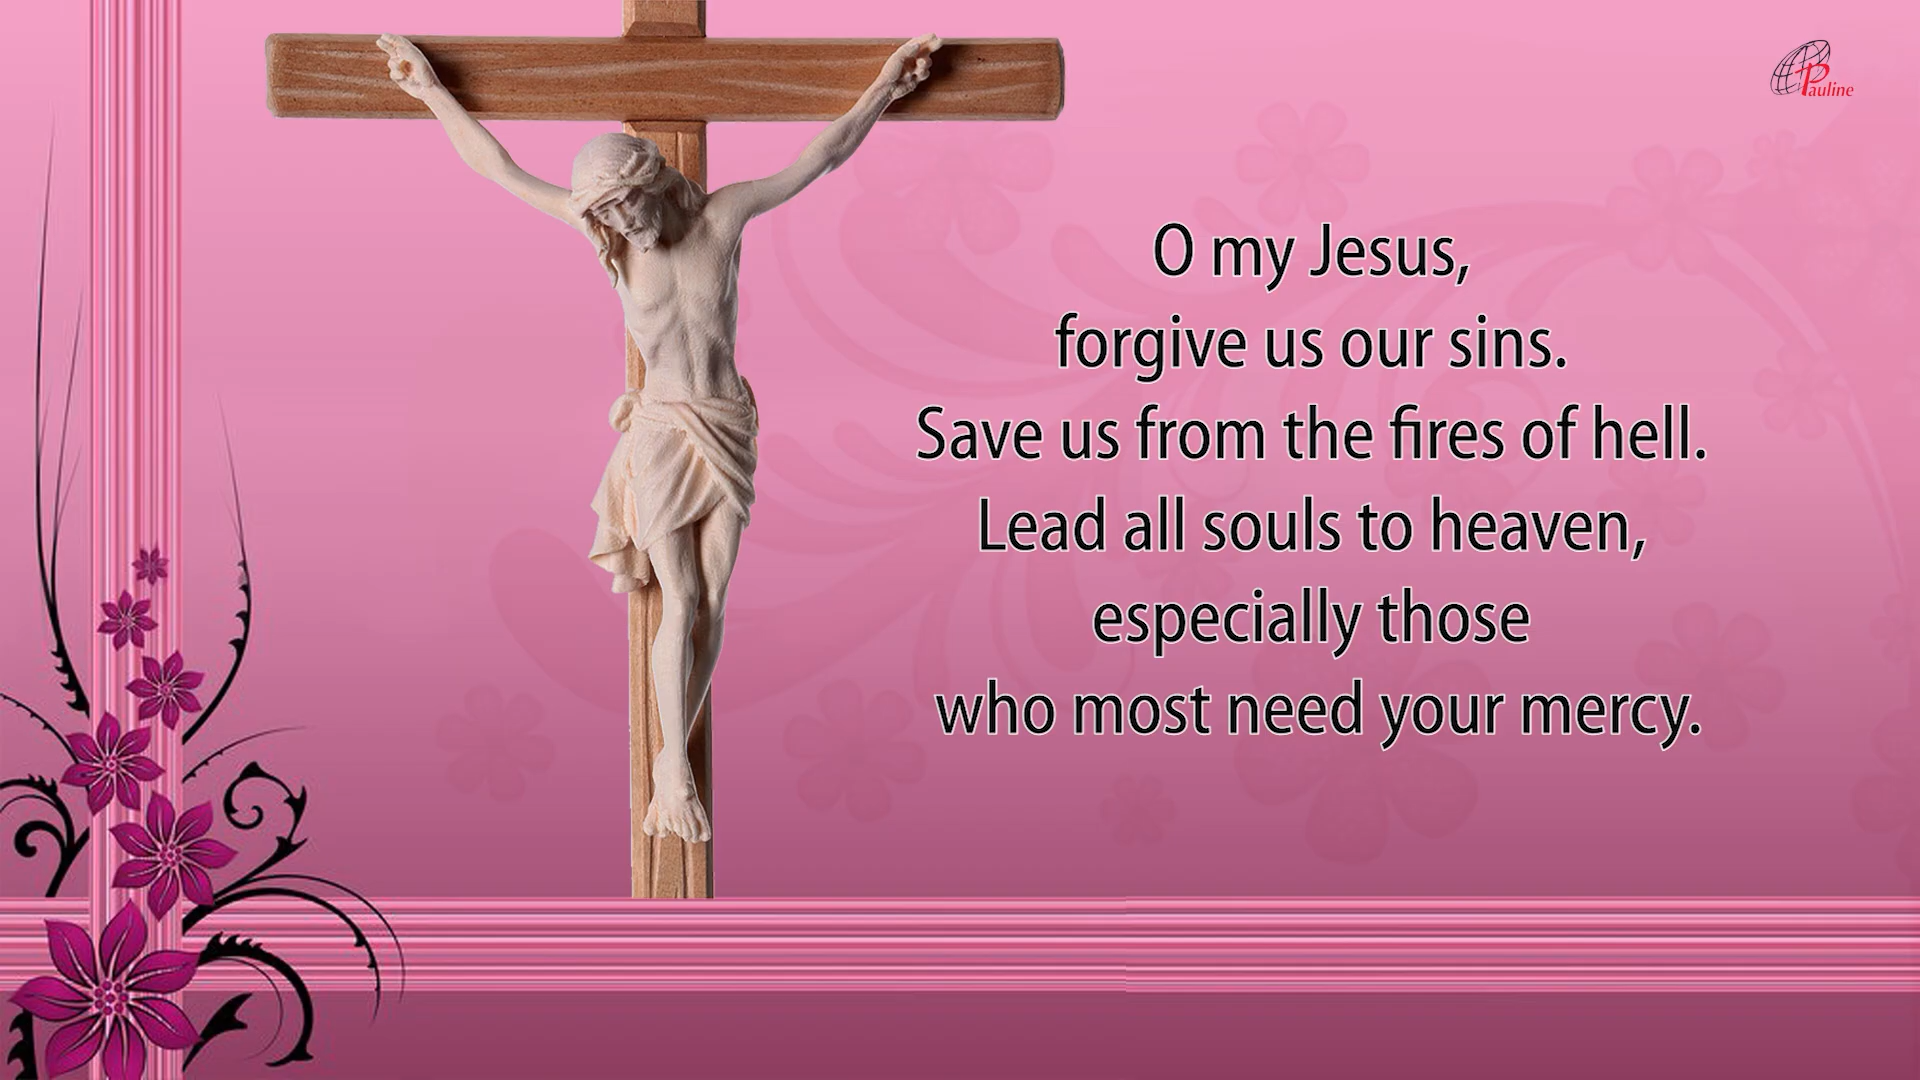 Pauline
O my Jesus,
forgive us our sins.
Save us from the fires of hell.
Lead all souls to heaven,
especially those
who most need your mercy.